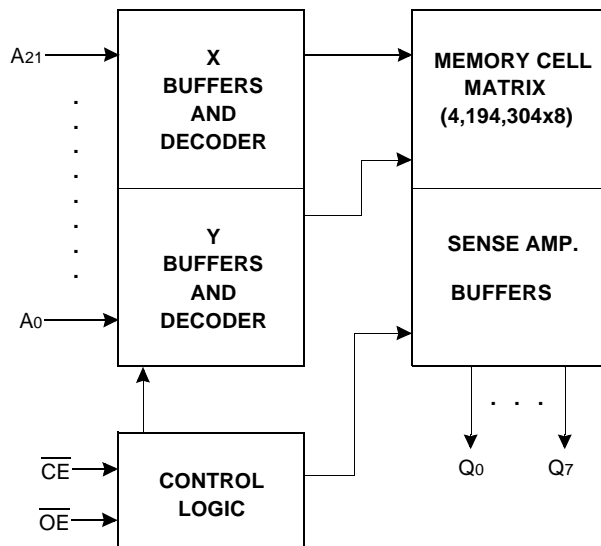 A21
X
BUFFERS
AND
DECODER
MEMORY CELL
MATRIX
(4,194,304x8)
Y
BUFFERS
AND
DECODER
SENSE AMP.
BUFFERS
A0
CE
OE
CONTROL
LOGIC
Q0
Q7